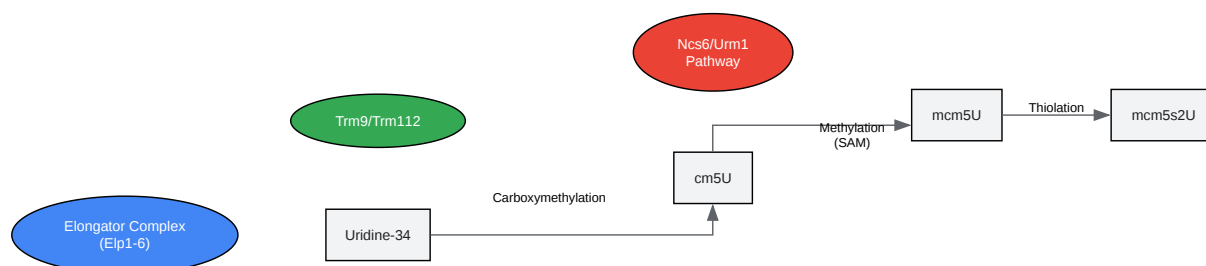 Ncs6/Urm1
Pathway
Trm9/Trm112
mcm5U
Thiolation
mcm5s2U
Methylation
(SAM)
cm5U
Carboxymethylation
Elongator Complex
(Elp1-6)
Uridine-34